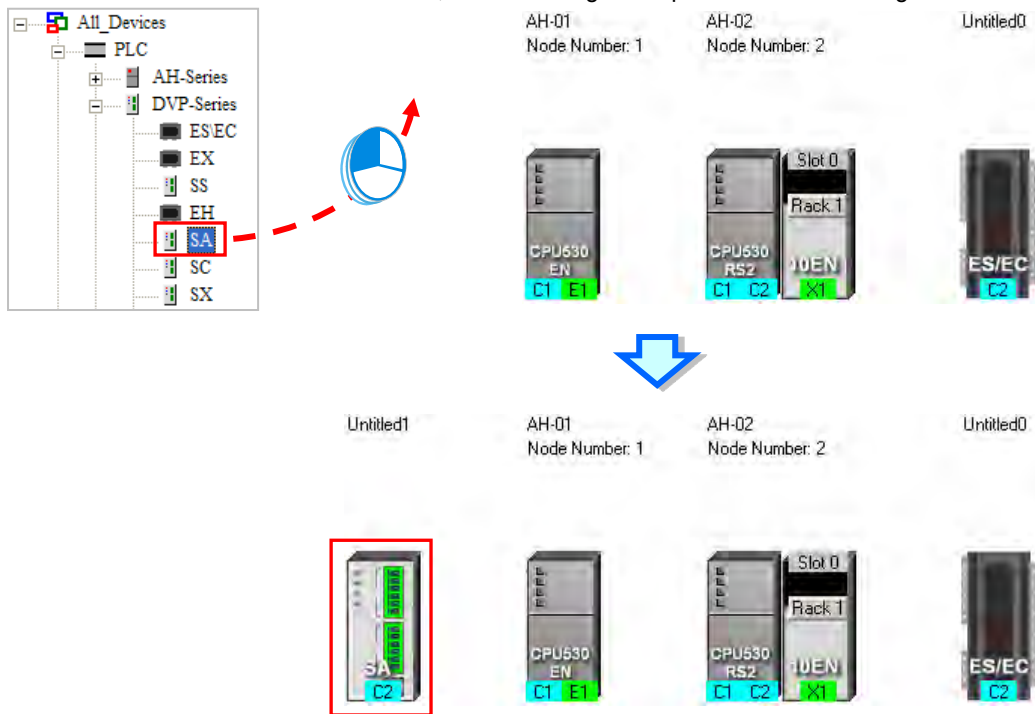 All_Devices
PLC
AH-Series
DVP-Series
ES\EC
EX
SS
EH
SA
SC
SX
AH-01
Node Number: 1
AH-02
Node Number: 2
Untitled0
CPU530
EN
C1 E1
Slot 0
Rack 1
CPU530
RS2
C1 C2
10EN
X1
ES/EC
C2
Untitled1
AH-01
Node Number: 1
AH-02
Node Number: 2
Untitled0
SA
C2
CPU530
EN
C1 E1
Slot 0
Rack 1
CPU530
RS2
C1 C2
10EN
X1
ES/EC
C2